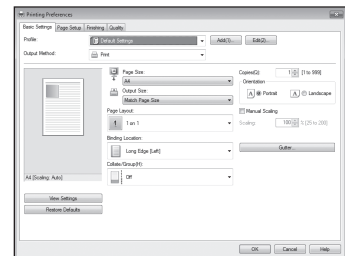 Printing Preferences
Basic Settings Page Setup Finishing Quality
Profile: Default Settings Add(1)... Edit(2)...
Output Method: Print
Page Size:
A4
Output Size:
Match Page Size
Copies(G): 1 [1 to 999]
Orientation
A Portrait A Landscape
Page Layout:
1 1 on 1
Manual Scaling
Scaling: 100 % [25 to 200]
Binding Location:
Long Edge [Left]
Gutter...
Collate/Group(H):
Off
A4 [Scaling: Auto]
View Settings
Restore Defaults
OK Cancel Help